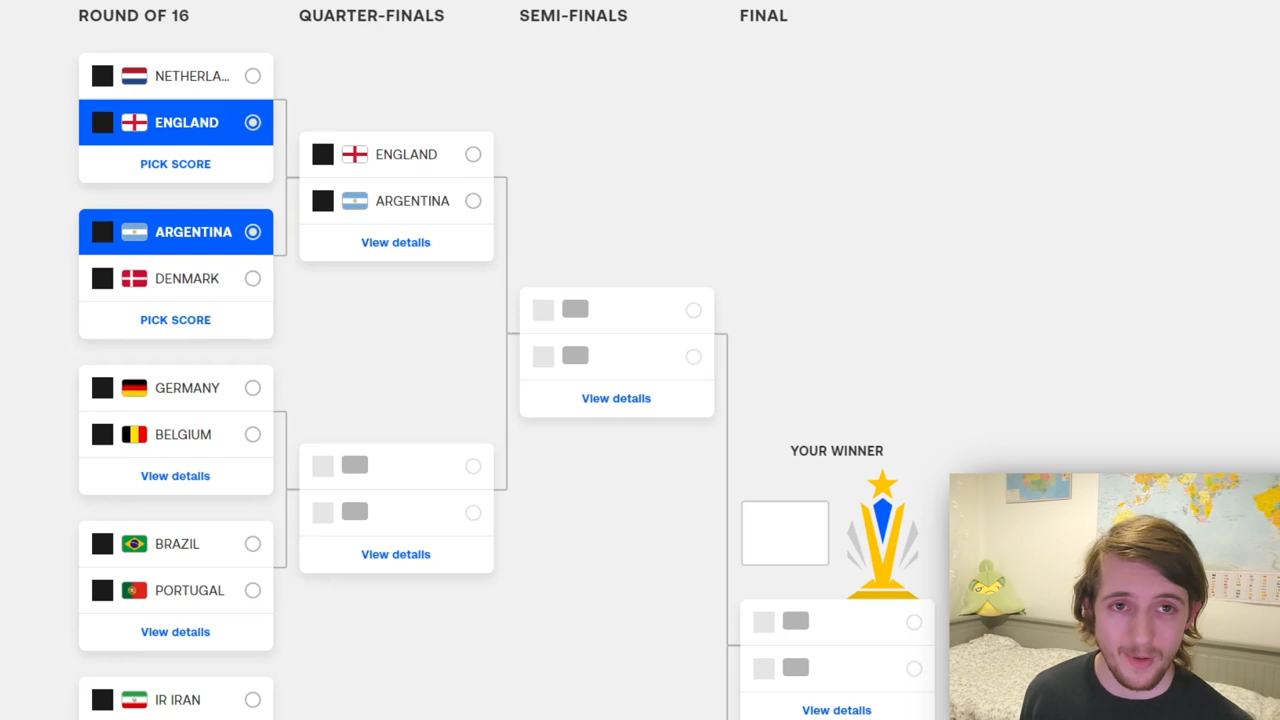 ROUND OF 16
QUARTER-FINALS
SEMI-FINALS
FINAL
NETHERLA...
ENGLAND
PICK SCORE
ARGENTINA
DENMARK
PICK SCORE
GERMANY
BELGIUM
View details
BRAZIL
PORTUGAL
View details
IR IRAN
ENGLAND
ARGENTINA
View details
View details
View details
YOUR WINNER
View details